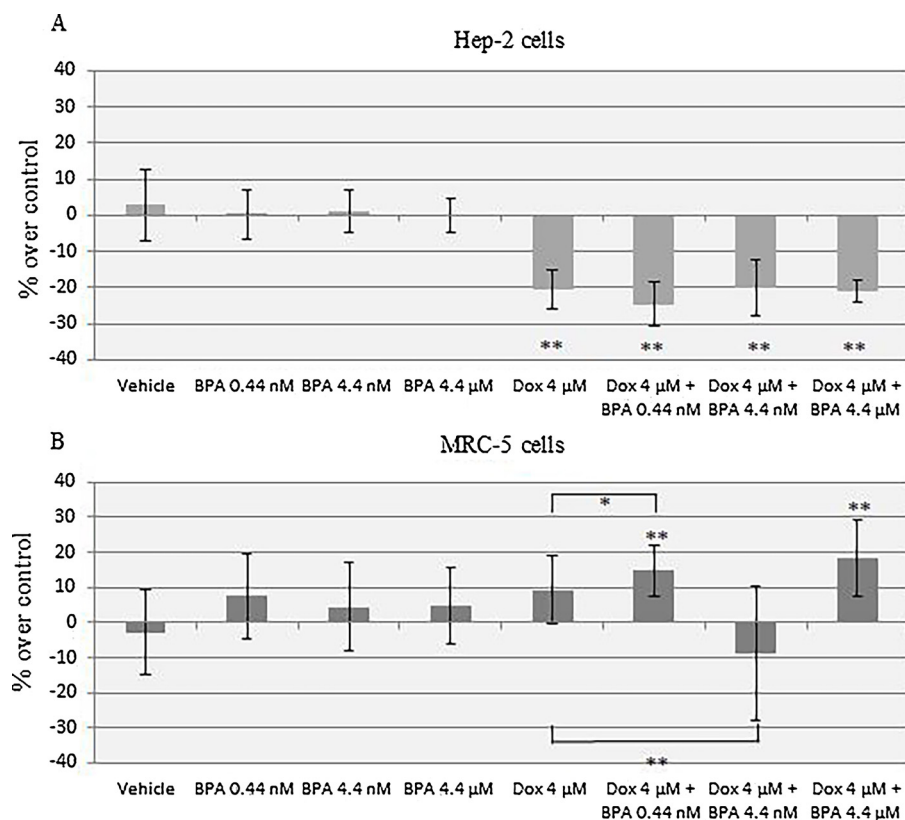 A
Hep-2 cells
% over control
40
30
20
10
0
-10
-20
-30
-40
** ** ** **
Vehicle BPA 0.44 nM BPA 4.4 nM BPA 4.4 µM Dox 4 µM Dox 4 µM + Dox 4 µM + Dox 4 µM +
BPA 0.44 nM BPA 4.4 nM BPA 4.4 µM
B
MRC-5 cells
% over control
40
30
20
10
0
-10
-20
-30
-40
*
** **
**
Vehicle BPA 0.44 nM BPA 4.4 nM BPA 4.4 µM Dox 4 µM Dox 4 µM + Dox 4 µM + Dox 4 µM +
BPA 0.44 nM BPA 4.4 nM BPA 4.4 µM